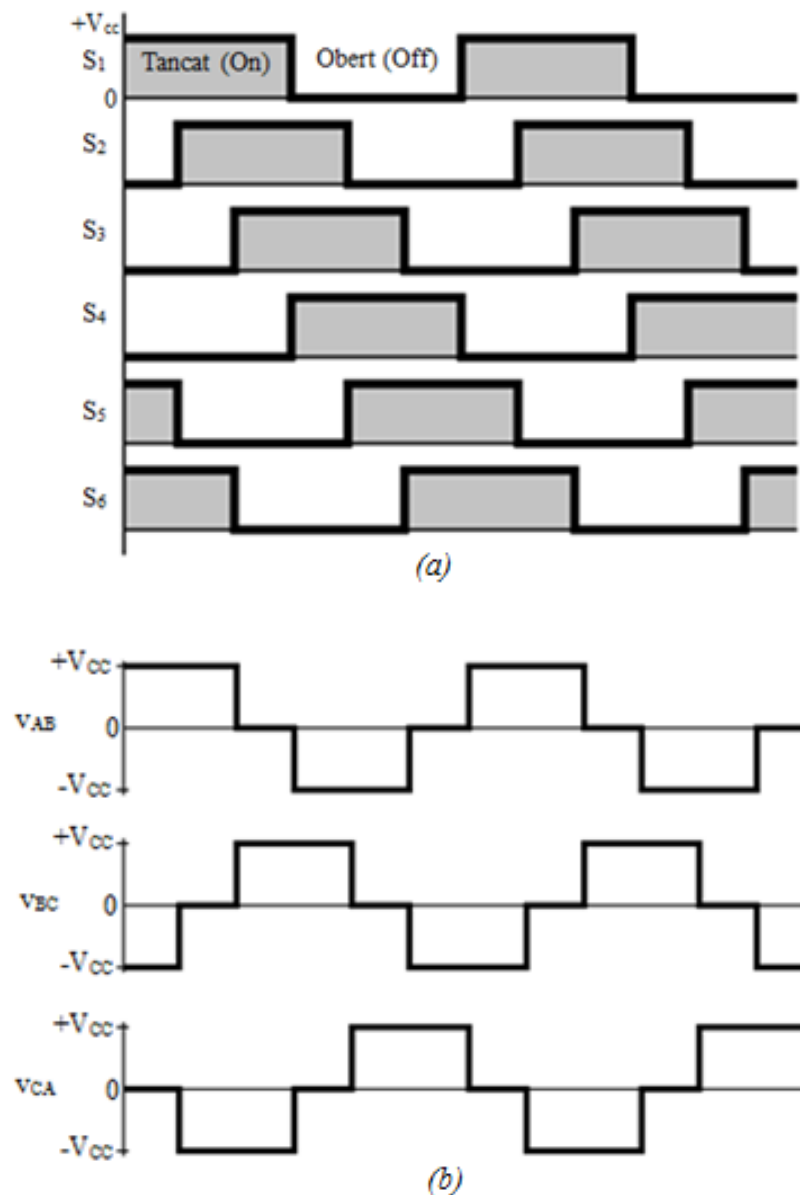 +Vcc
S1 Tancat (On) Obert (Off)
0
S2
S3
S4
S5
S6
(a)
+VCC
vAB 0
-VCC
+VCC
vBC 0
-VCC
+VCC
vCA 0
-VCC
(b)